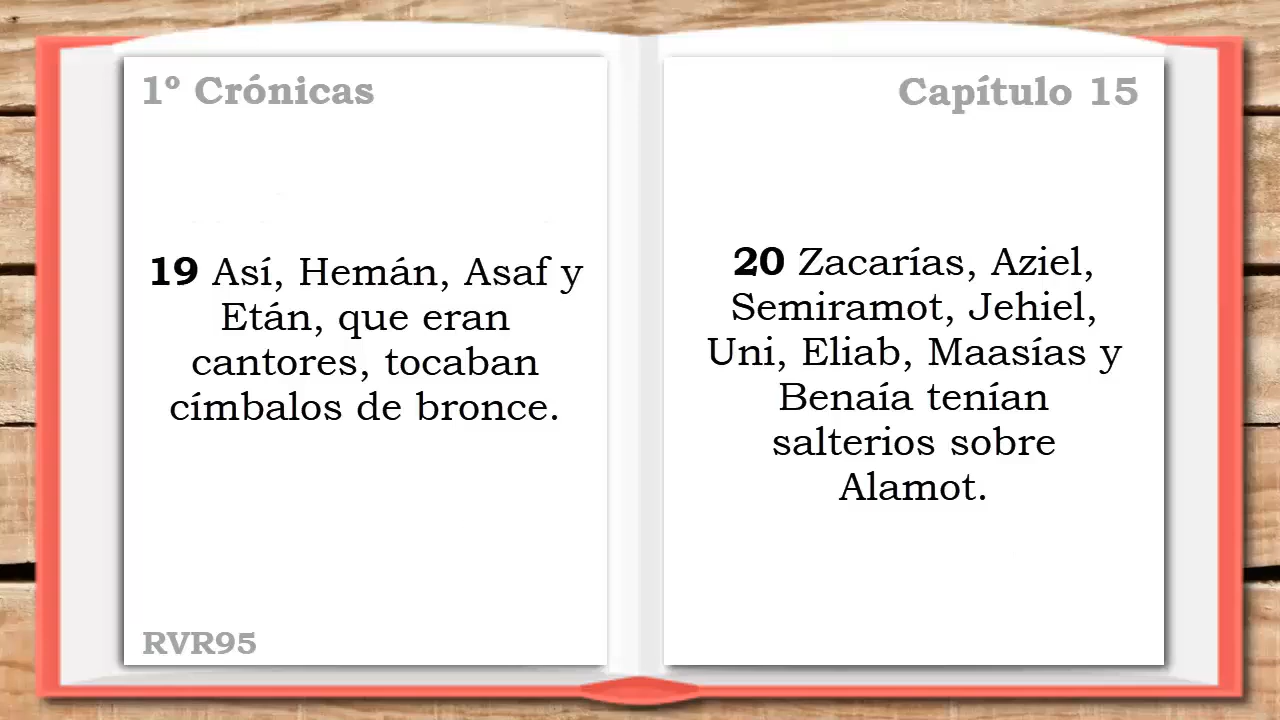 1º Crónicas
19 Así, Hemán, Asaf y
Etán, que eran
cantores, tocaban
címbalos de bronce.
RVR95
Capítulo 15
20 Zacarías, Aziel,
Semiramot, Jehiel,
Uni, Eliab, Maasías y
Benaía tenían
salterios sobre
Alamot.